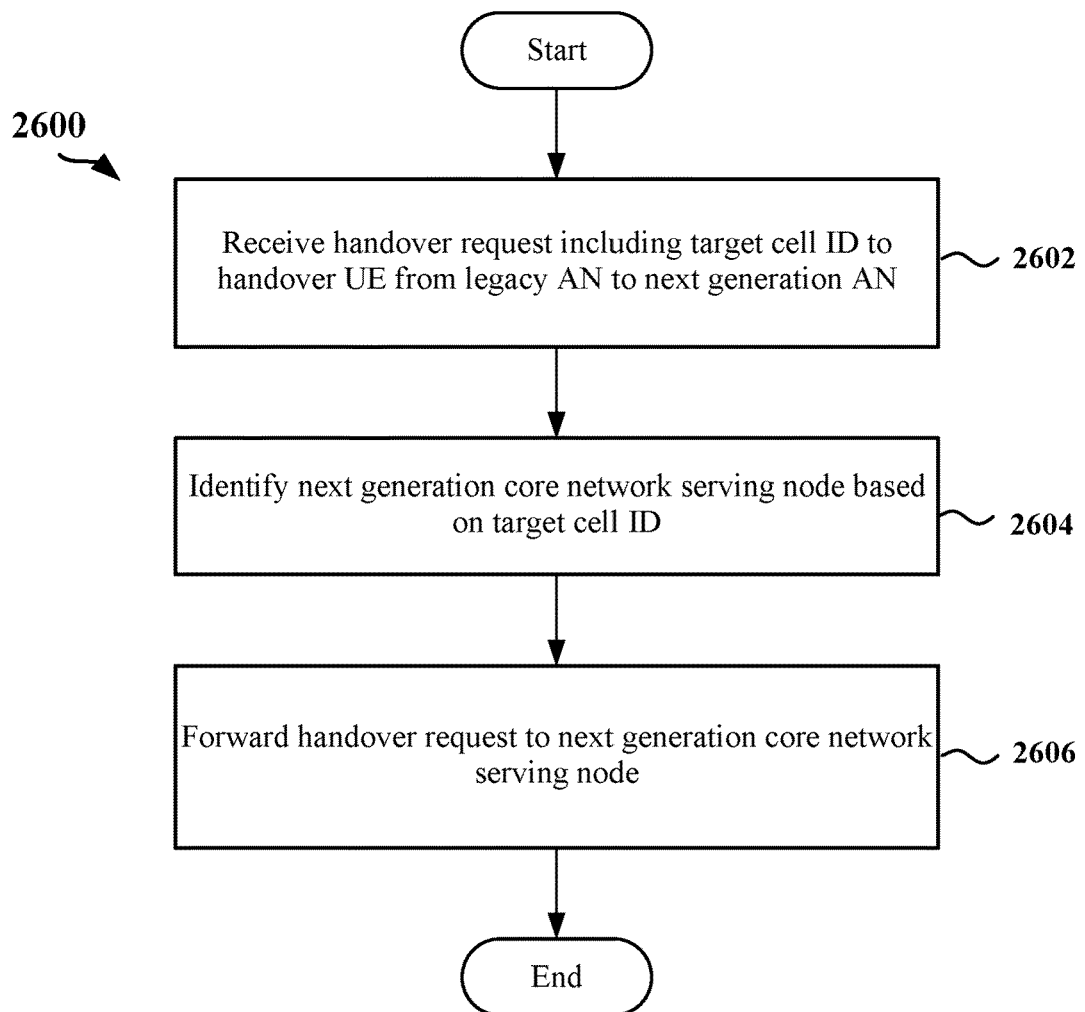 Start
2600
Receive handover request including target cell ID to
handover UE from legacy AN to next generation AN
2602
Identify next generation core network serving node based
on target cell ID
2604
Forward handover request to next generation core network
serving node
2606
End